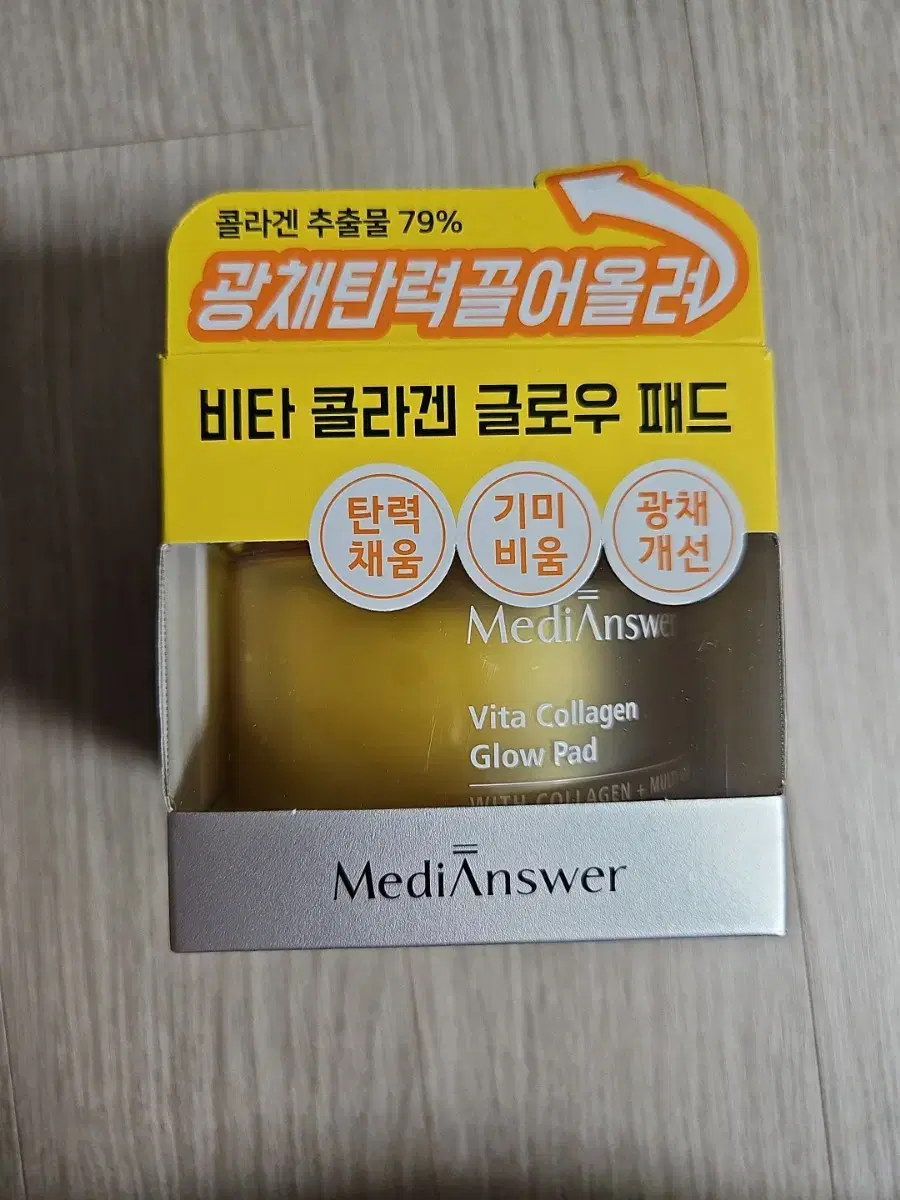 콜라겐 추출물 79%
광채탄력끌어올려
비타 콜라겐 글로우 패드
탄력
채움
기미
비움
광채
개선
MediAnswer
Vita Collagen
Glow Pad
WITH COLLAGEN +
MediAnswer